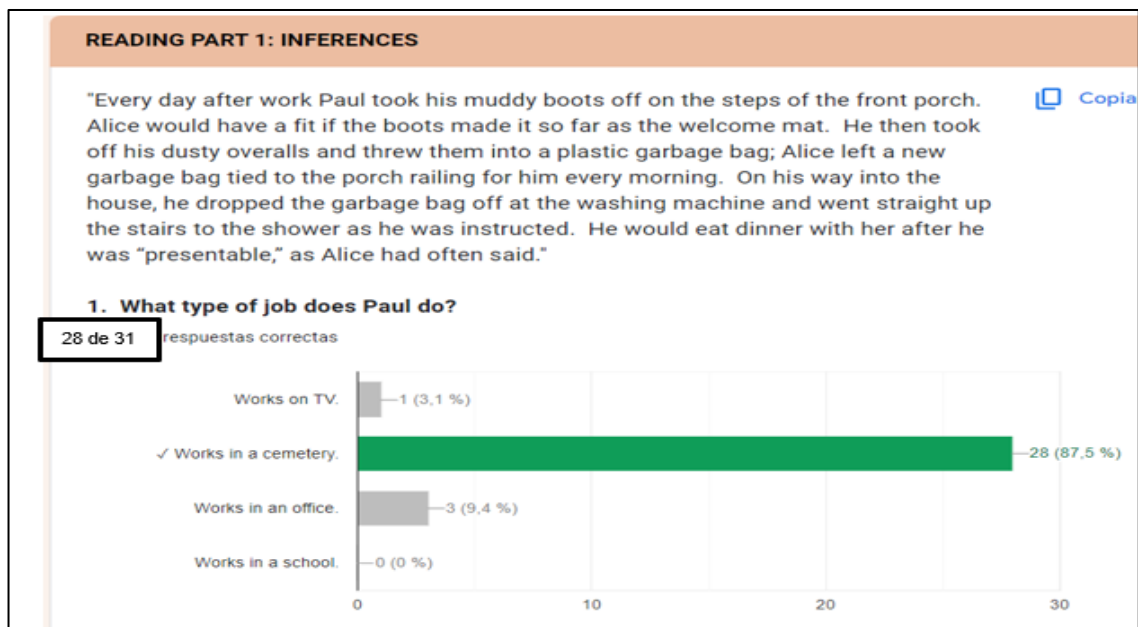 READING PART 1: INFERENCES
"Every day after work Paul took his muddy boots off on the steps of the front porch.
Copia
Alice would have a fit if the boots made it so far as the welcome mat. He then took
off his dusty overalls and threw them into a plastic garbage bag; Alice left a new
garbage bag tied to the porch railing for him every morning. On his way into the
house, he dropped the garbage bag off at the washing machine and went straight up
the stairs to the shower as he was instructed. He would eat dinner with her after he
was “presentable,” as Alice had often said."
1. What type of job does Paul do?
28 de 31 respuestas correctas
Works on TV. 1 (3,1 %)
✓ Works in a cemetery. 28 (87,5 %)
Works in an office. 3 (9,4 %)
Works in a school. 0 (0 %)
0 10 20 30